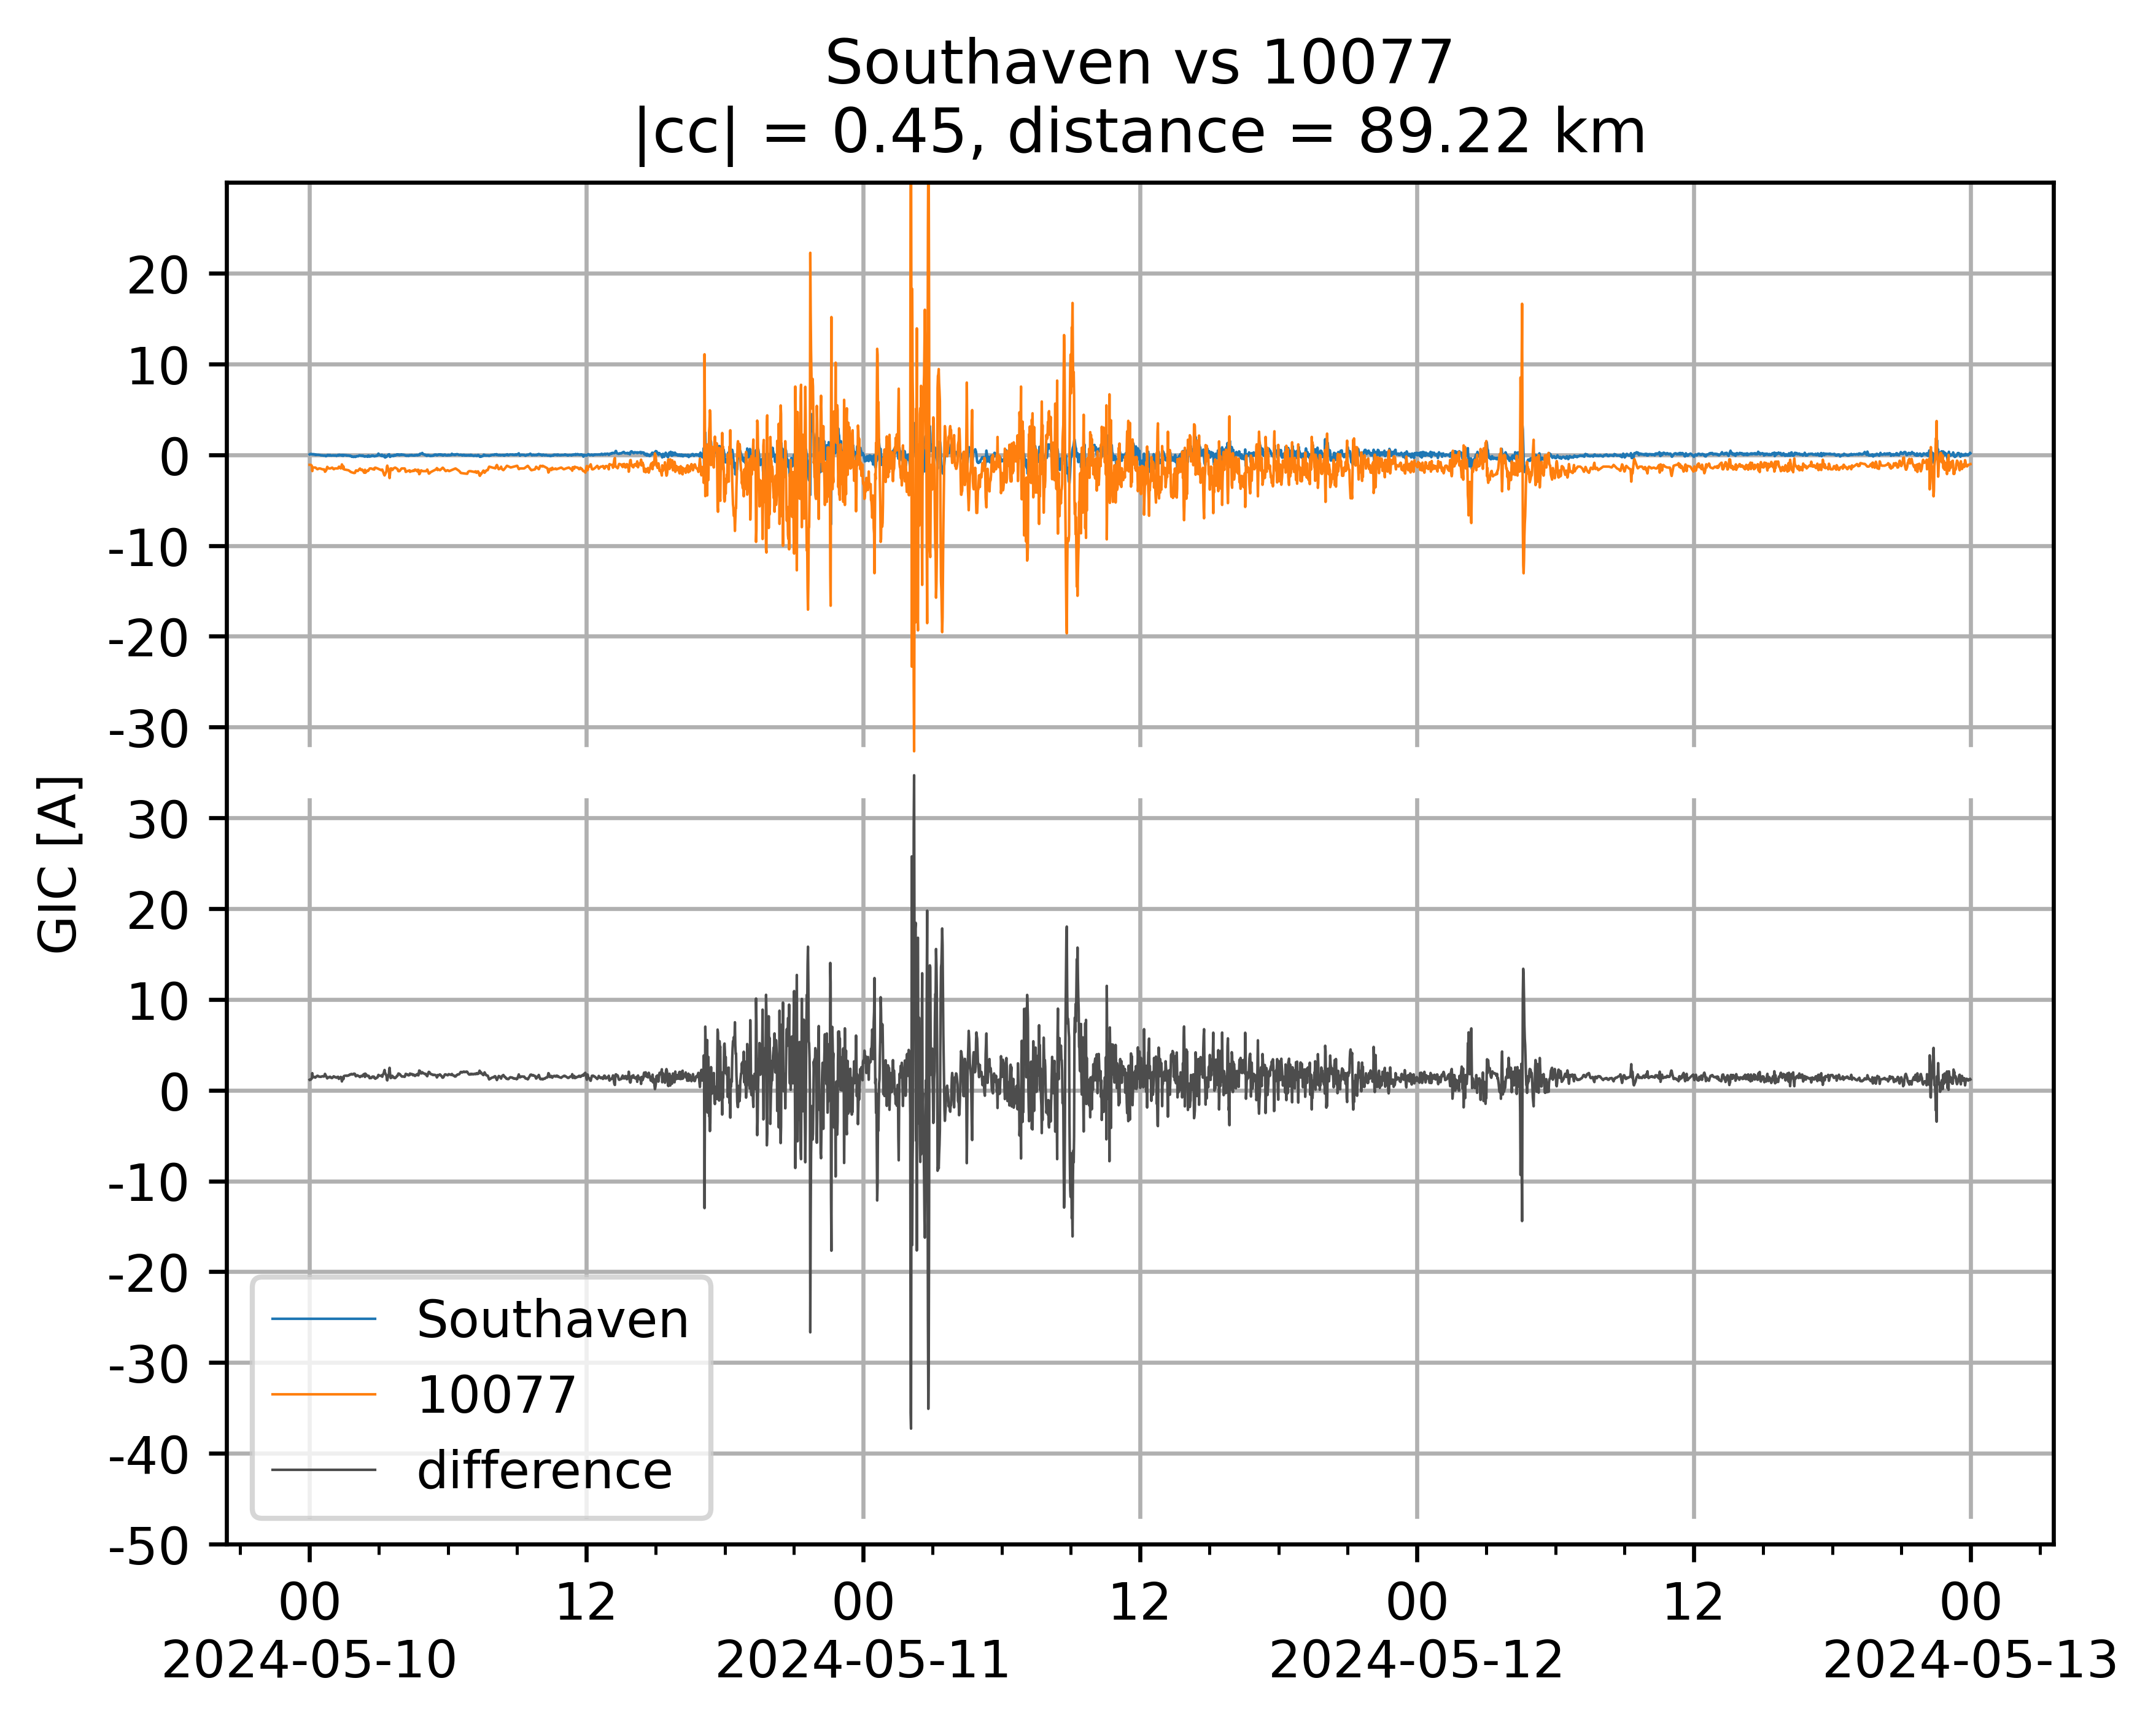 Southaven vs 10077
|cc| = 0.45, distance = 89.22 km
GIC [A]
20
10
0
-10
-20
-30
30
20
10
0
-10
-20
-30
-40
-50
Southaven
10077
difference
00 12 00 12 00 12 00
2024-05-10 2024-05-11 2024-05-12 2024-05-13